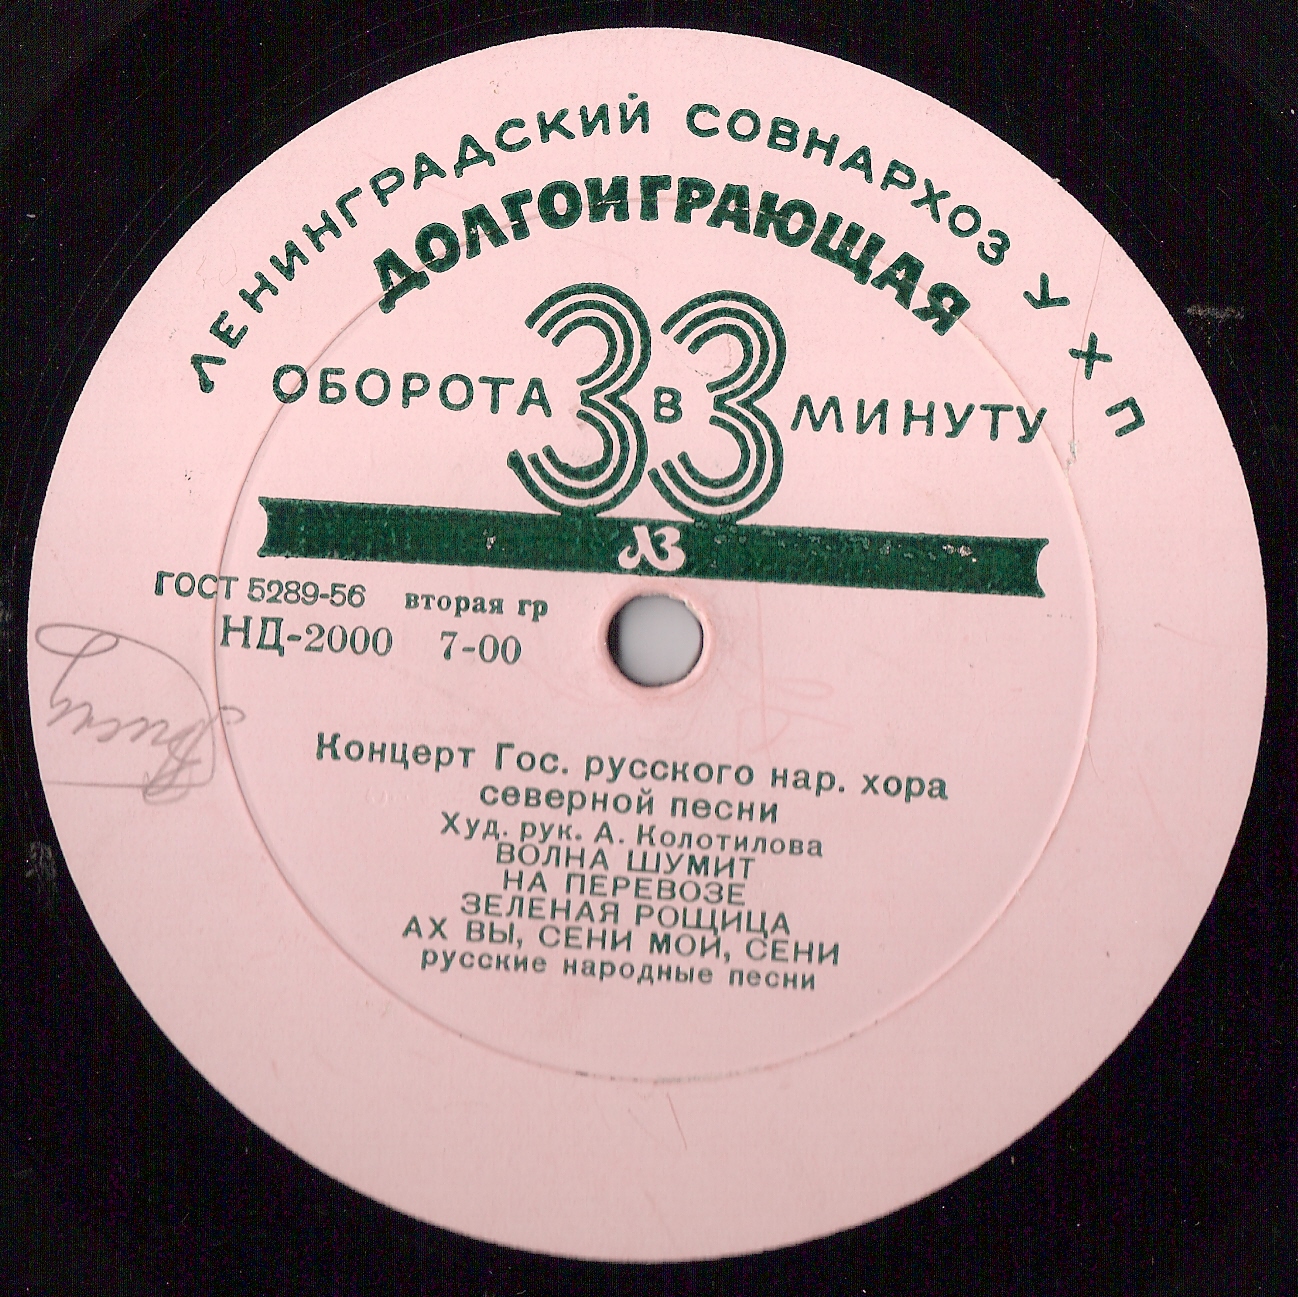 ЛЕНИНГРАДСКИЙ СОВНАРХОЗ УХП
ДОЛГОИГРАЮЩАЯ
33
ОБОРОТА В МИНУТУ
ЛЗ
ГОСТ 5289-56 вторая гр
НД-2000 7-00
Концерт Гос. русского нар. хора
северной песни
Худ. рук. А. Колотилова
ВОЛНА ШУМИТ
НА ПЕРЕВОЗЕ
ЗЕЛЕНАЯ РОЩИЦА
АХ ВЫ, СЕНИ МОИ, СЕНИ
русские народные песни